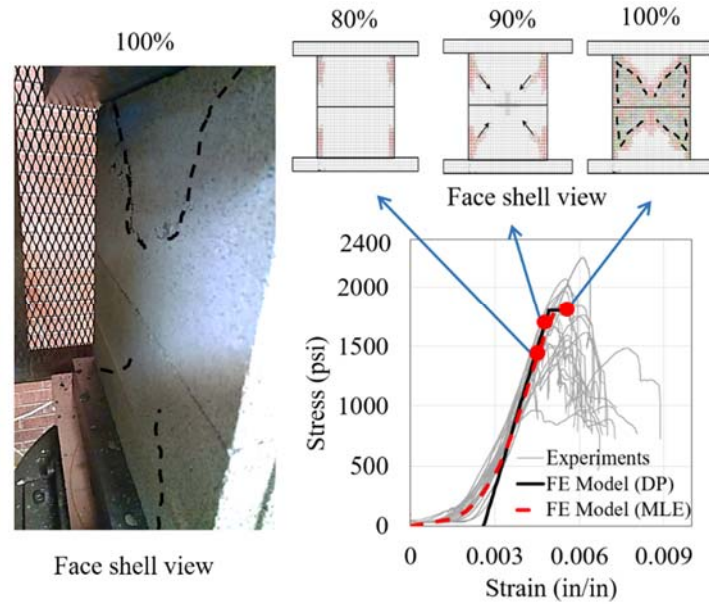 100%
80%
90%
100%
Face shell view
Face shell view
Stress (psi)
2400
2000
1500
1000
500
0
Experiments
FE Model (DP)
FE Model (MLE)
0
0.003
0.006
0.009
Strain (in/in)